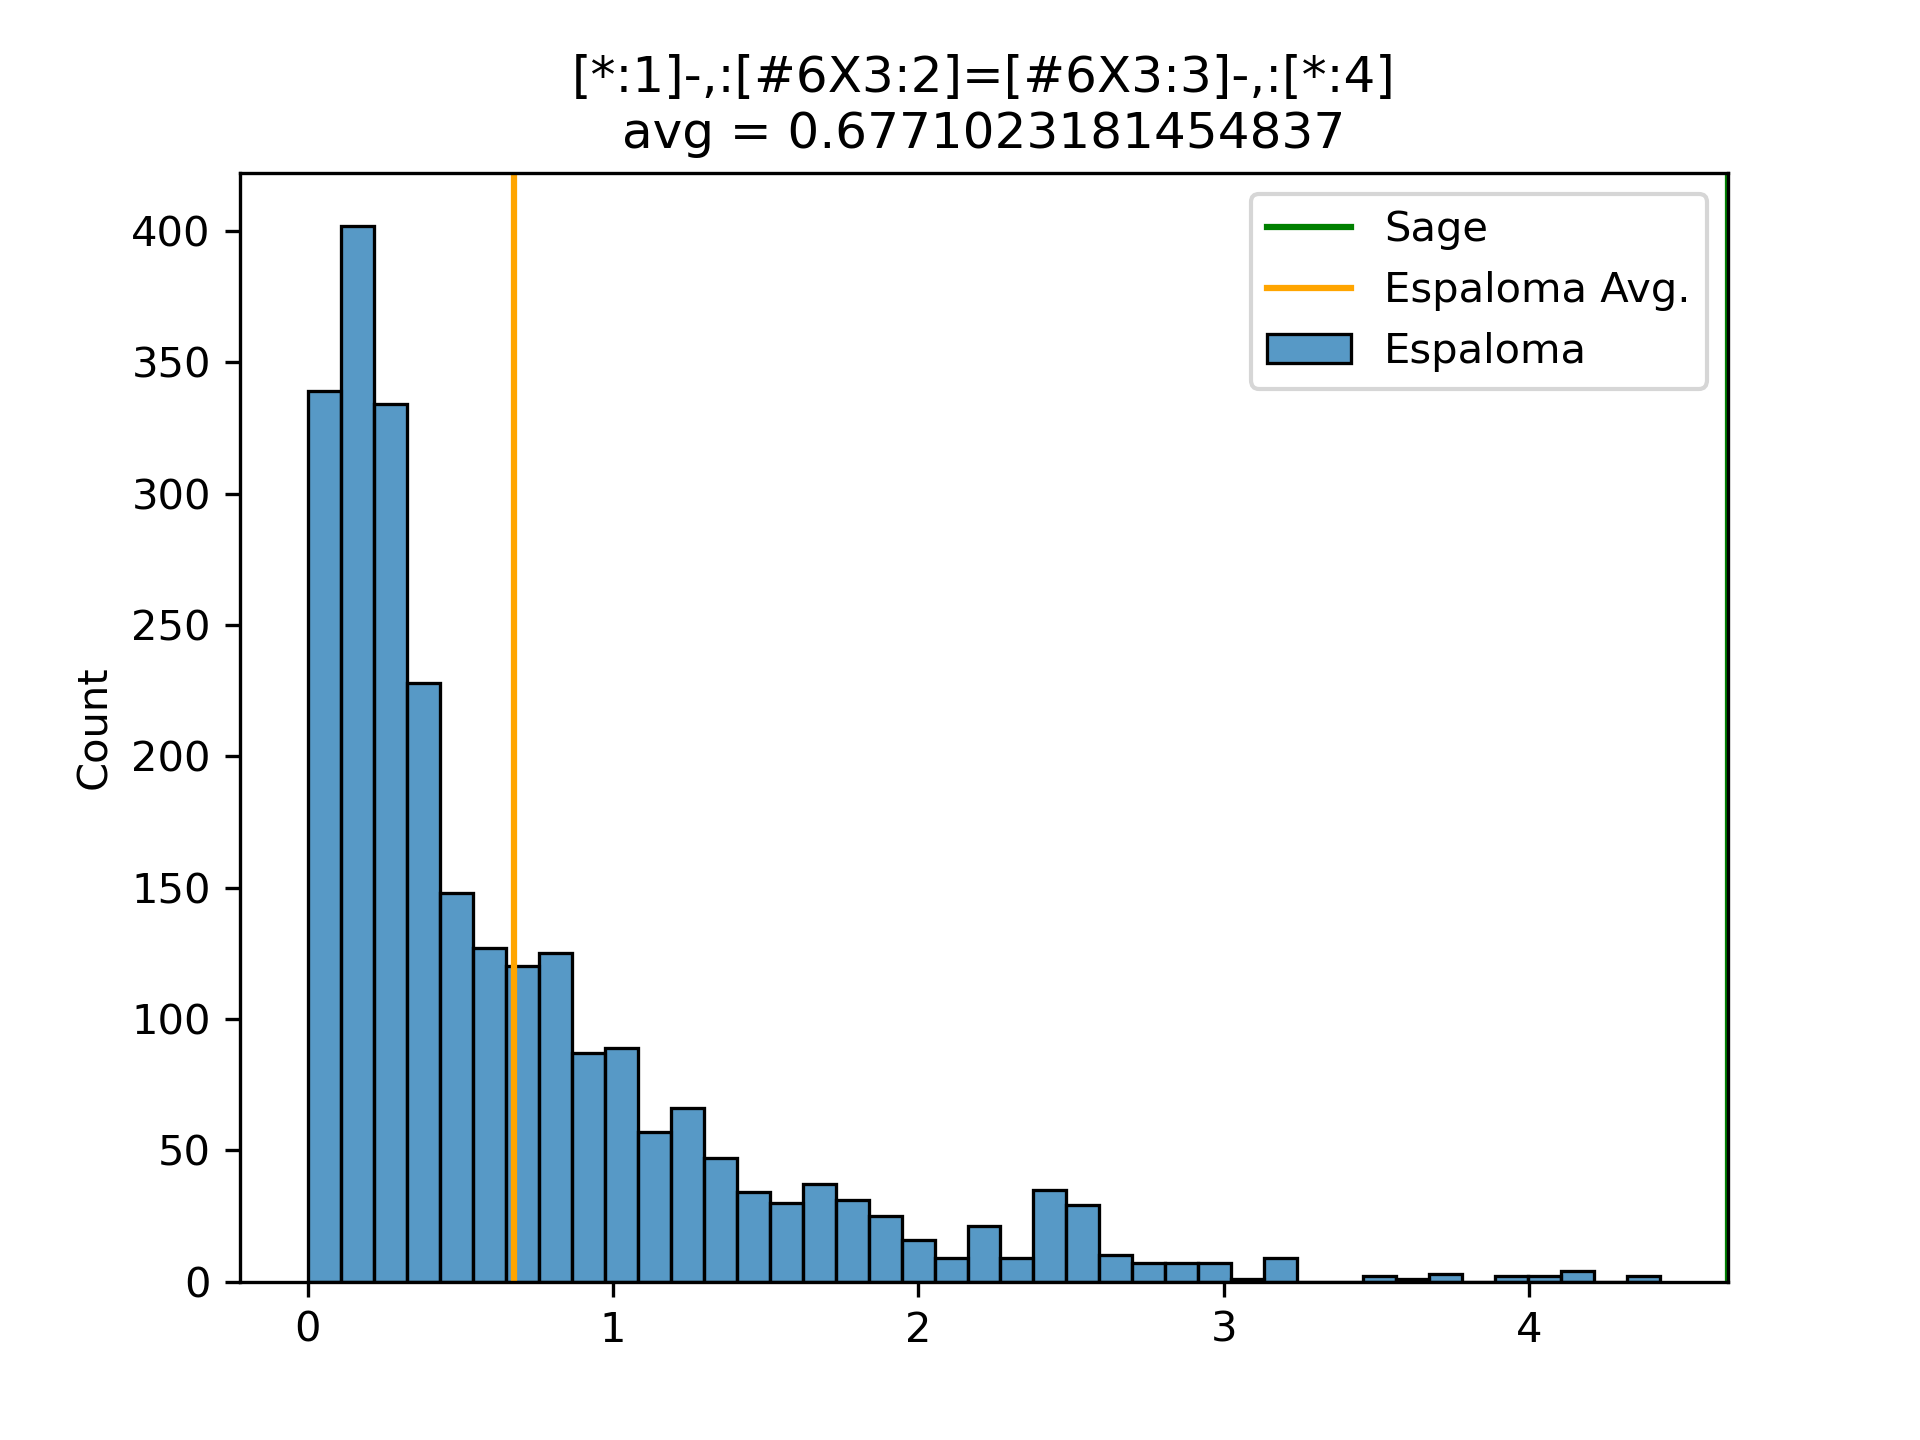 [*:1]-,:[#6X3:2]=[#6X3:3]-,:[*:4]
avg = 0.6771023181454837
Sage
Espaloma Avg.
Espaloma
Count
400
350
300
250
200
150
100
50
0
0 1 2 3 4